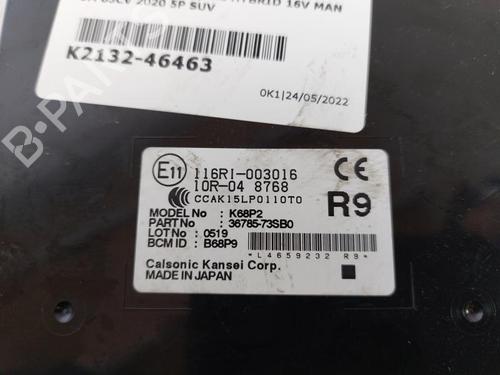 HYBRID 16V MAN
83CV 2020 5P SUV
K2132-46463
0K1|24/05/2022
B-PARTS
E11
116RI-003016
10R-04 8768
CCAK15LP0110T0
CE
MODEL No : K68P2
PART No : 36785-73SB0
LOT No : 0519
BCM ID : B68P9
R9
*L4659232 R9*
Calsonic Kansei Corp.
MADE IN JAPAN